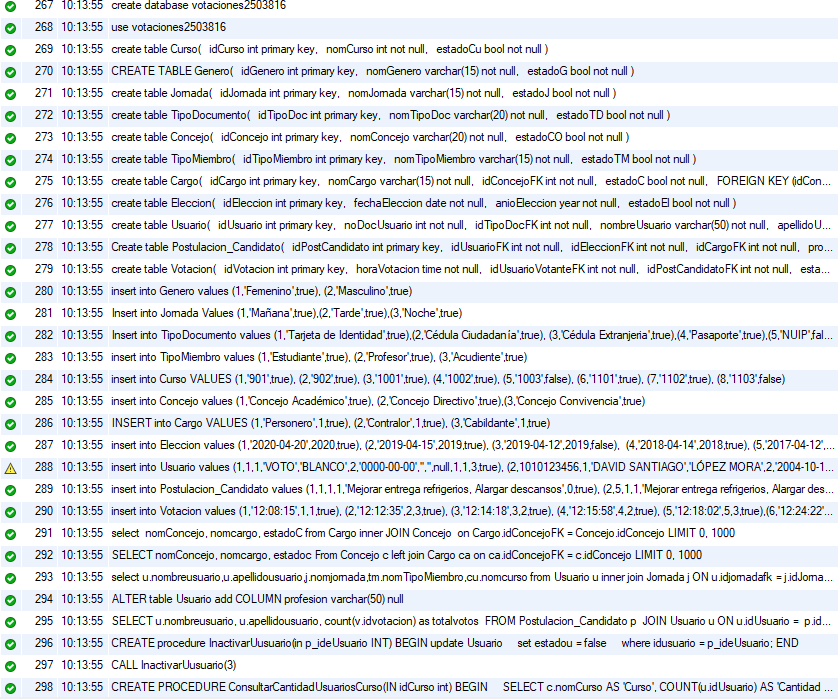 267 10:13:55 create database votaciones2503816
268 10:13:55 use votaciones2503816
269 10:13:55 create table Curso( idCurso int primary key, nomCurso int not null, estadoCu bool not null )
270 10:13:55 CREATE TABLE Genero( idGenero int primary key, nomGenero varchar(15) not null, estadoG bool not null )
271 10:13:55 create table Jornada( idJornada int primary key, nomJornada varchar(15) not null, estadoJ bool not null )
272 10:13:55 create table TipoDocumento( idTipoDoc int primary key, nomTipoDoc varchar(20) not null, estadoTD bool not null )
273 10:13:55 create table Concejo( idConcejo int primary key, nomConcejo varchar(20) not null, estadoCO bool not null )
274 10:13:55 create table TipoMiembro( idTipoMiembro int primary key, nomTipoMiembro varchar(15) not null, estadoTM bool not null )
275 10:13:55 create table Cargo( idCargo int primary key, nomCargo varchar(15) not null, idConcejoFK int not null, estadoC bool not null, FOREIGN KEY (idCon...
276 10:13:55 create table Eleccion( idEleccion int primary key, fechaEleccion date not null, anioEleccion year not null, estadoEl bool not null )
277 10:13:55 create table Usuario( idUsuario int primary key, noDocUsuario int not null, idTipoDocFK int not null, nombreUsuario varchar(50) not null, apellidoU...
278 10:13:55 Create table Postulacion_Candidato( idPostCandidato int primary key, idUsuarioFK int not null, idEleccionFK int not null, idCargoFK int not null, pro...
279 10:13:55 create table Votacion( idVotacion int primary key, horaVotacion time not null, idUsuarioVotanteFK int not null, idPostCandidatoFK int not null, esta...
280 10:13:55 insert into Genero values (1,'Femenino',true), (2,'Masculino',true)
281 10:13:55 Insert into Jornada Values (1,'Mañana',true),(2,'Tarde',true),(3,'Noche',true)
282 10:13:55 Insert into TipoDocumento values (1,'Tarjeta de Identidad',true),(2,'Cédula Ciudadanía',true), (3,'Cédula Extranjeria',true),(4,'Pasaporte',true),(5,'NUIP',fal...
283 10:13:55 insert into TipoMiembro values (1,'Estudiante',true), (2,'Profesor',true), (3,'Acudiente',true)
284 10:13:55 insert into Curso VALUES (1,'901',true), (2,'902',true), (3,'1001',true), (4,'1002',true), (5,'1003',false), (6,'1101',true), (7,'1102',true), (8,'1103',false)
285 10:13:55 insert into Concejo values (1,'Concejo Académico',true), (2,'Concejo Directivo',true),(3,'Concejo Convivencia',true)
286 10:13:55 INSERT into Cargo VALUES (1,'Personero',1,true), (2,'Contralor',1,true), (3,'Cabildante',1,true)
287 10:13:55 insert into Eleccion values (1,'2020-04-20',2020,true), (2,'2019-04-15',2019,true), (3,'2019-04-12',2019,false), (4,'2018-04-14',2018,true), (5,'2017-04-12',...
288 10:13:55 insert into Usuario values (1,1,1,'VOTO','BLANCO',2,'0000-00-00','','',null,1,1,3,true), (2,1010123456,1,'DAVID SANTIAGO','LÓPEZ MORA',2,'2004-10-1...
289 10:13:55 insert into Postulacion_Candidato values (1,1,1,1,'Mejorar entrega refrigerios, Alargar descansos',0,true), (2,5,1,1,'Mejorar entrega refrigerios, Alargar des...
290 10:13:55 insert into Votacion values (1,'12:08:15',1,1,true), (2,'12:12:35',2,3,true), (3,'12:14:18',3,2,true), (4,'12:15:58',4,2,true), (5,'12:18:02',5,3,true),(6,'12:24:22'...
291 10:13:55 select nomConcejo, nomcargo, estadoC from Cargo inner JOIN Concejo on Cargo.idConcejoFK = Concejo.idConcejo LIMIT 0, 1000
292 10:13:55 SELECT nomConcejo, nomcargo, estadoc From Concejo c left join Cargo ca on ca.idConcejoFK = c.idConcejo LIMIT 0, 1000
293 10:13:55 select u.nombreusuario,u.apellidousuario,j.nomjornada,tm.nomTipoMiembro,cu.nomcurso from Usuario u inner join Jornada j ON u.idjornadafk = j.idJorna...
294 10:13:55 ALTER table Usuario add COLUMN profesion varchar(50) null
295 10:13:55 SELECT u.nombreusuario, u.apellidousuario, count(v.idvotacion) as totalvotos FROM Postulacion_Candidato p JOIN Usuario u ON u.idUsuario = p.id...
296 10:13:55 CREATE procedure InactivarUusuario(in p_ideUsuario INT) BEGIN update Usuario set estadou = false where idusuario = p_ideUsuario; END
297 10:13:55 CALL InactivarUusuario(3)
298 10:13:55 CREATE PROCEDURE ConsultarCantidadUsuariosCurso(IN idCurso int) BEGIN SELECT c.nomCurso AS 'Curso', COUNT(u.idUsuario) AS 'Cantidad ...